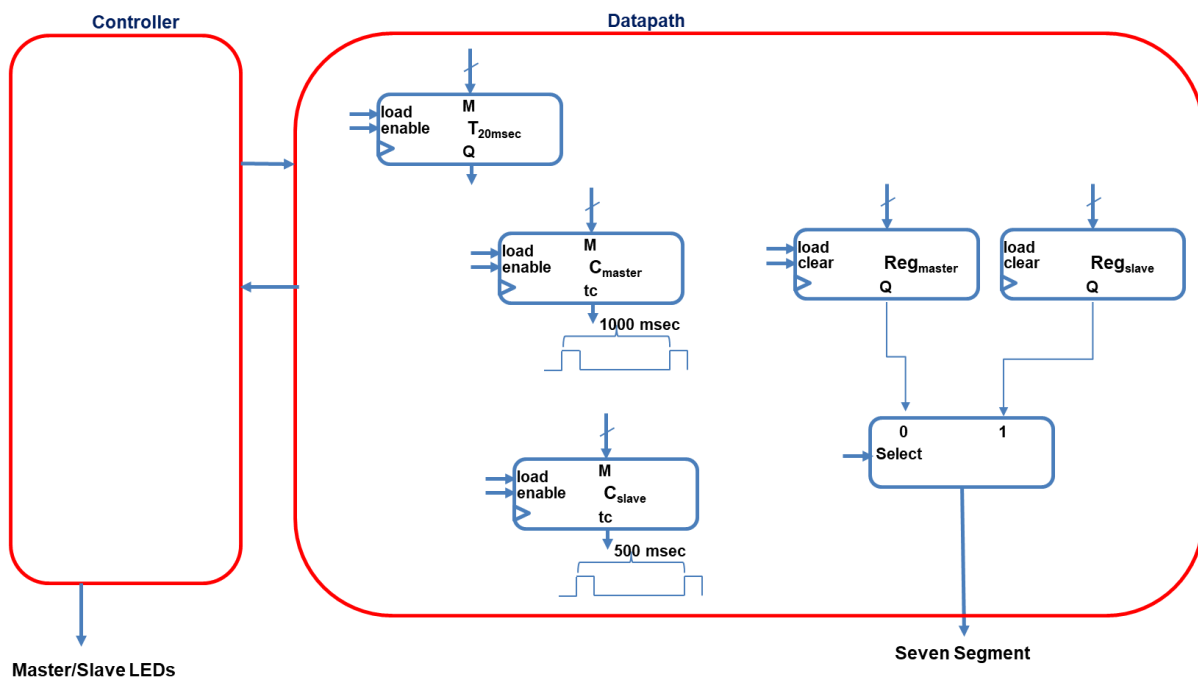 Controller
Datapath
M
load
enable
T20msec
Q
M
load
enable
Cmaster
tc
1000 msec
load
clear
Regmaster
Q
load
clear
Regslave
Q
0 1
Select
M
load
enable
Cslave
tc
500 msec
Master/Slave LEDs
Seven Segment